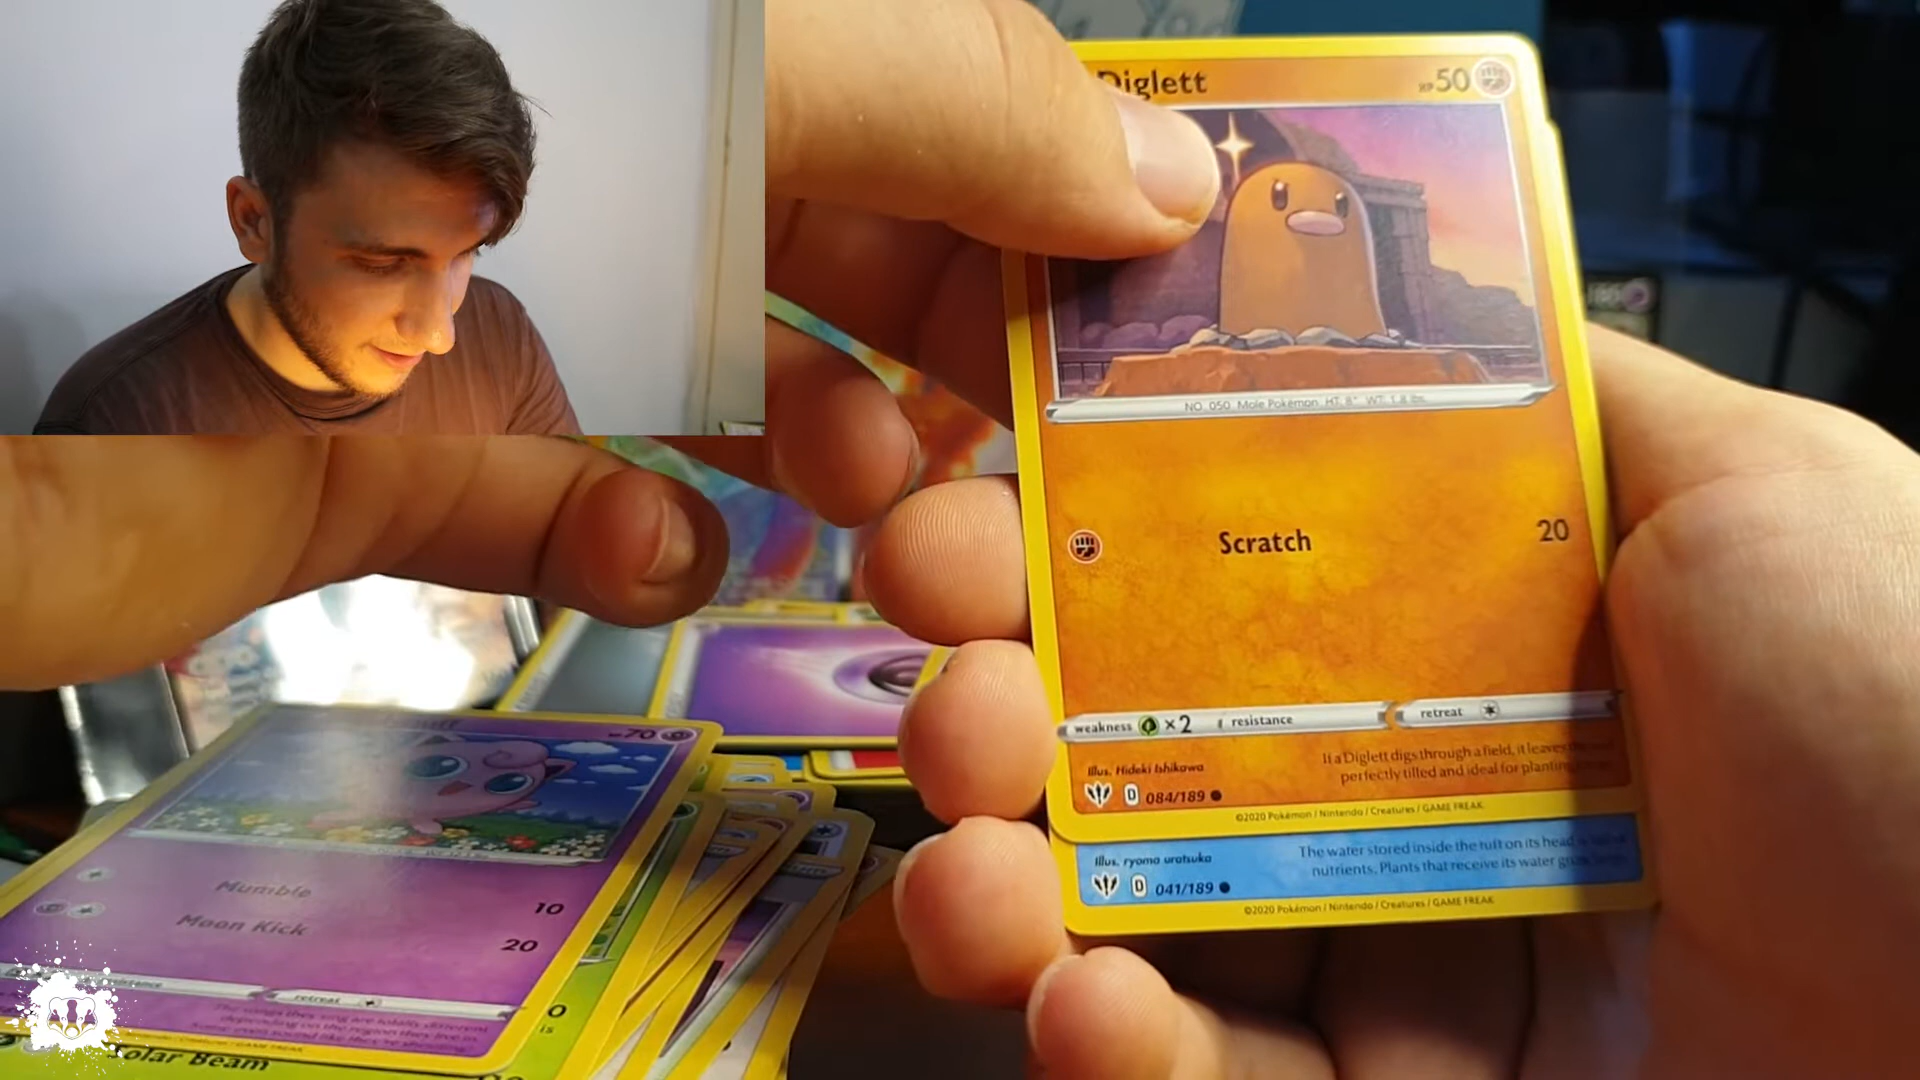 Diglett
HP 50
NO. 050 Mole Pokémon HT: 8" WT: 1.8 lbs.
Scratch 20
weakness ×2 resistance retreat
If a Diglett digs through a field, it leaves
perfectly tilled and ideal for planting
Illus. Hideki Ishikawa
D 084/189
©2020 Pokémon / Nintendo / Creatures / GAME FREAK
The water stored inside the tuft on its head is
nutrients. Plants that receive its water grow
Illus. ryoma uratsuka
D 041/189
©2020 Pokémon / Nintendo / Creatures / GAME FREAK
70
Mumble 10
Moon Kick 20
retreat
Solar Beam